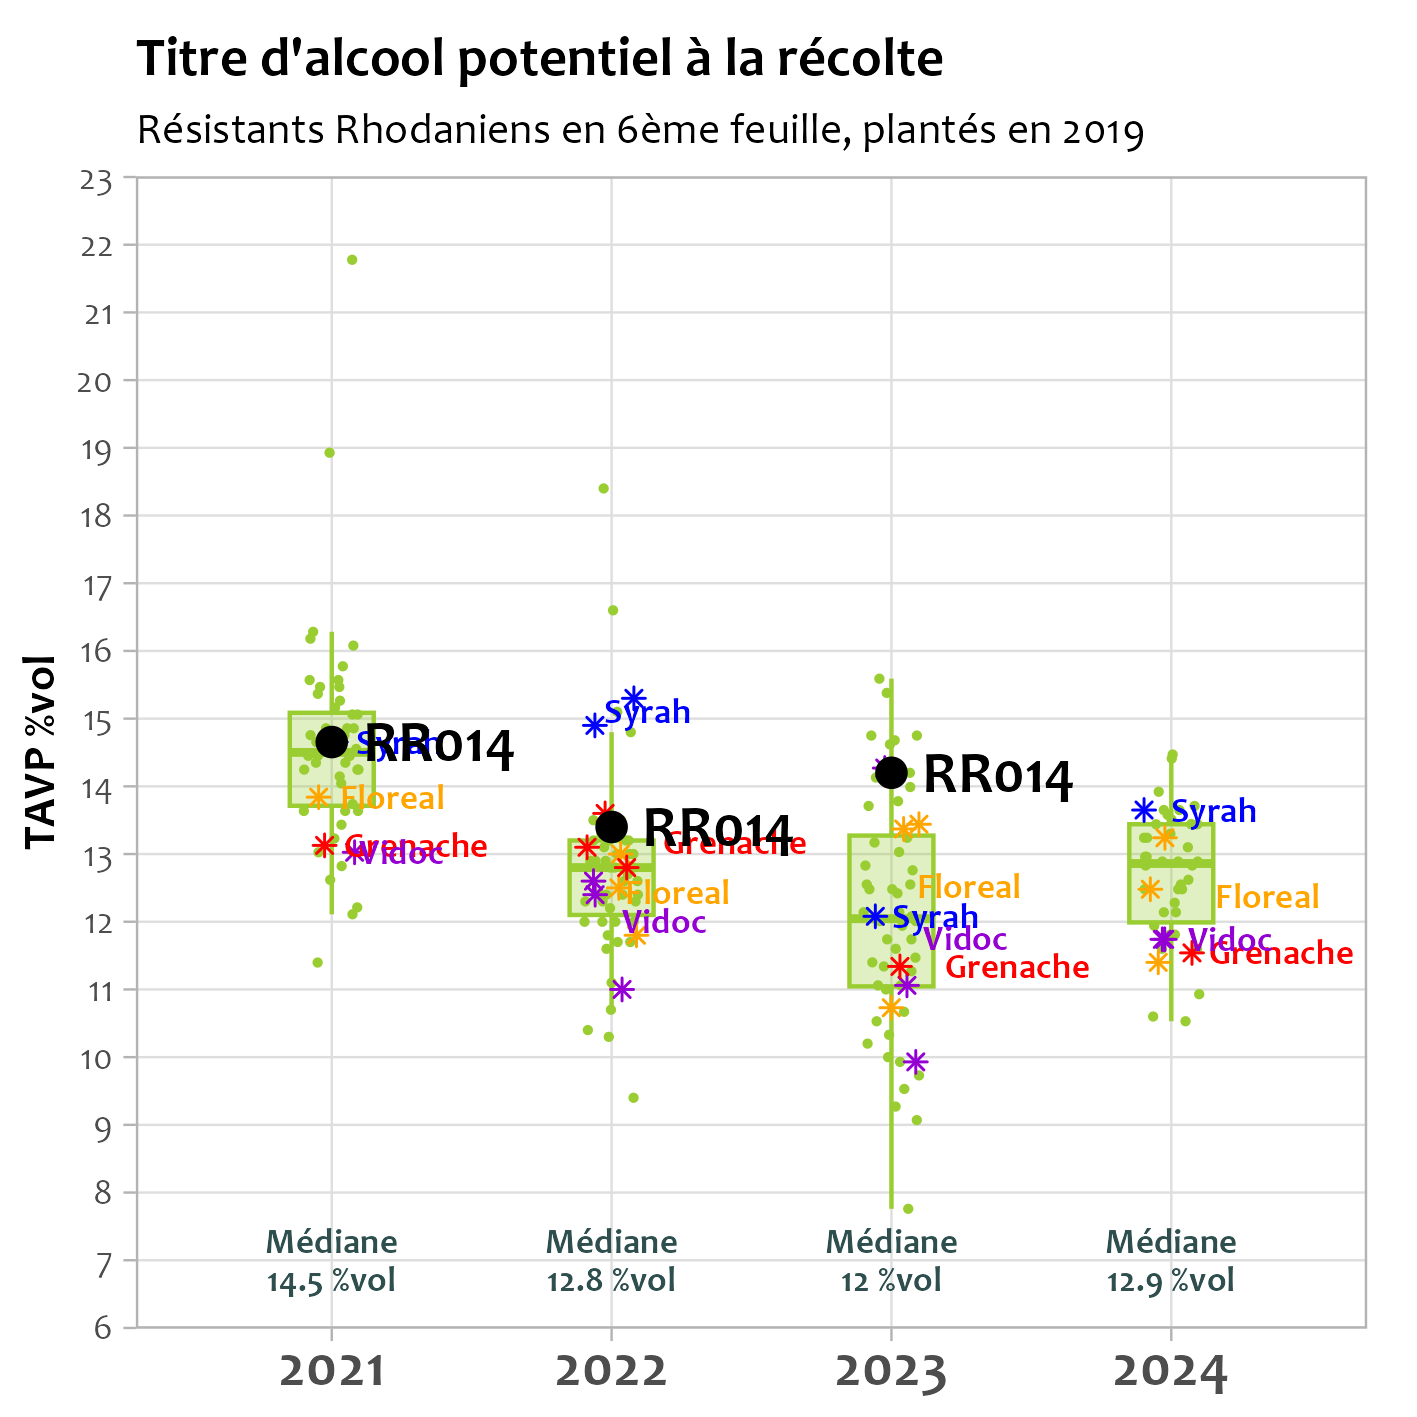 Titre d'alcool potentiel à la récolte
Résistants Rhodaniens en 6ème feuille, plantés en 2019
TAVP %vol
23
22
21
20
19
18
17
16
15
14
13
12
11
10
9
8
7
6
Syrah
RR014
Floreal
Grenache
Vidoc
Syrah
RR014
Grenache
Floreal
Vidoc
RR014
Floreal
Syrah
Vidoc
Grenache
Syrah
Floreal
Vidoc
Grenache
Médiane
14.5 %vol
Médiane
12.8 %vol
Médiane
12 %vol
Médiane
12.9 %vol
2021
2022
2023
2024